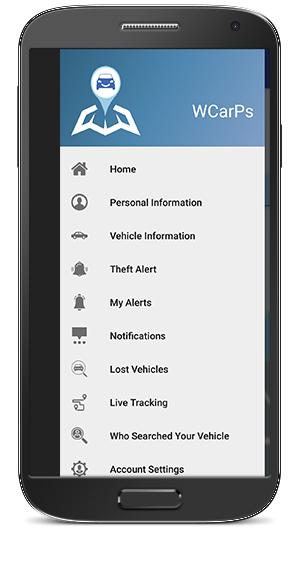 WCarPs
Home
Personal Information
Vehicle Information
Theft Alert
My Alerts
Notifications
Lost Vehicles
Live Tracking
Who Searched Your Vehicle
Account Settings